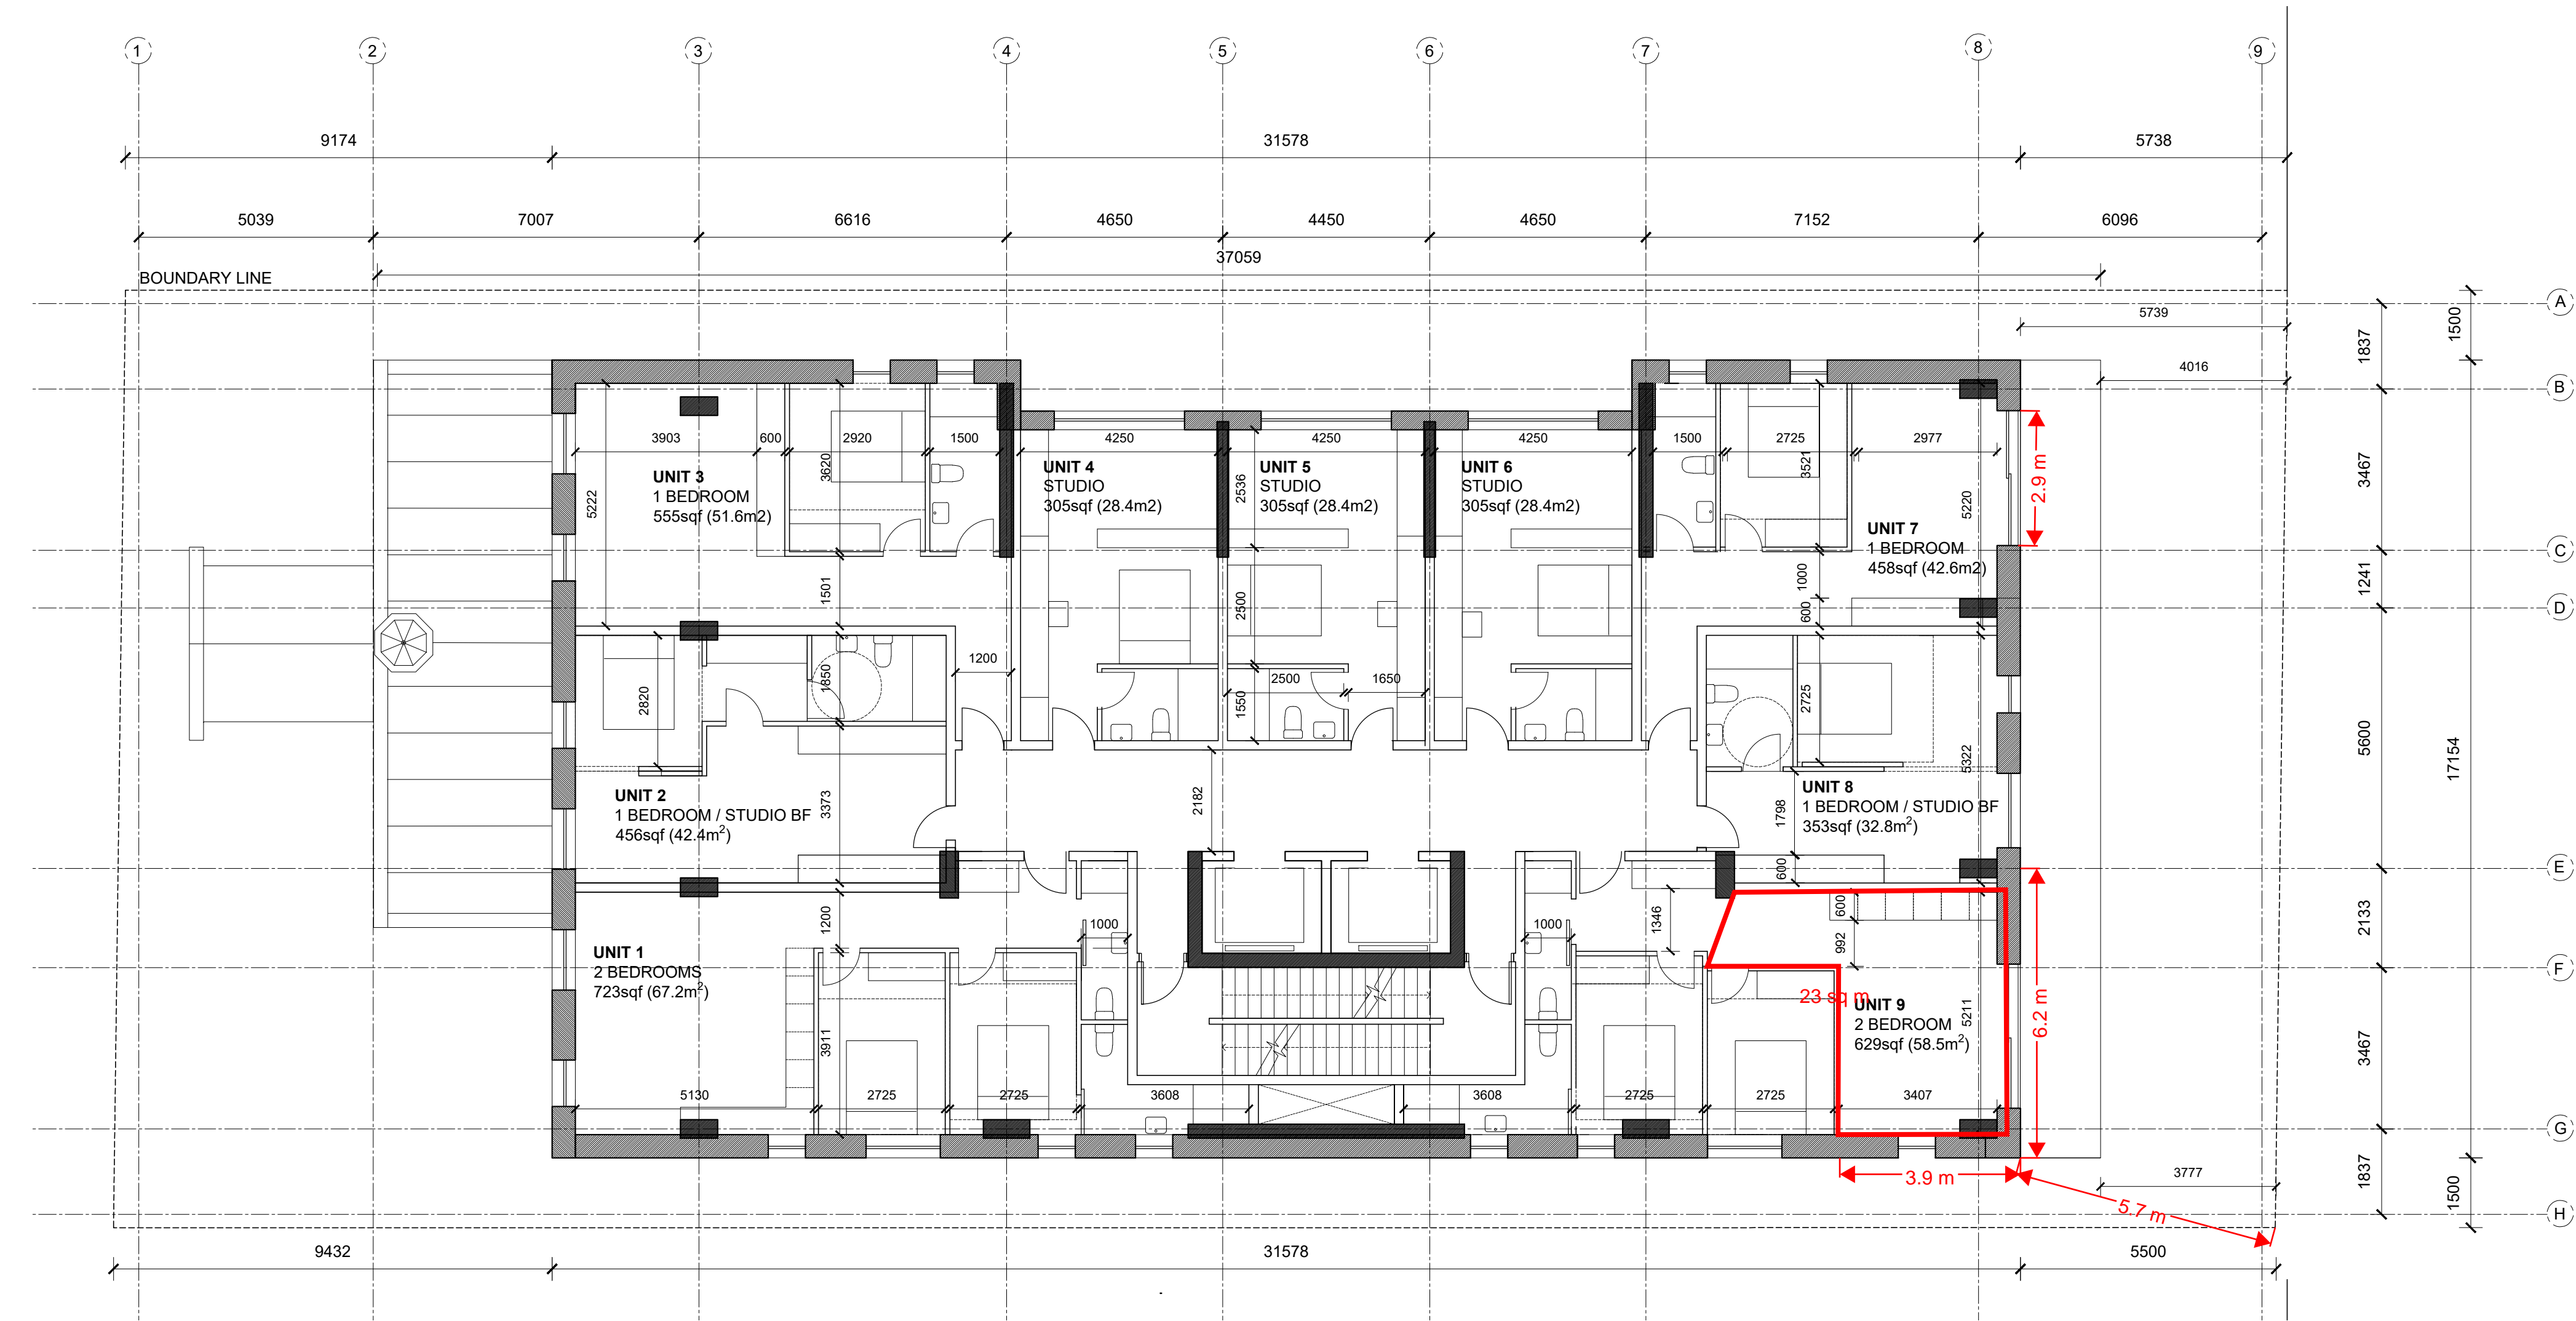 1 2 3 4 5 6 7 8 9
9174 31578 5738
5039 7007 6616 4650 4450 4650 7152 6096
37059
BOUNDARY LINE
A
5739
1500
1837
4016
B
3903 600 2920 1500 4250 4250 4250 1500 2725 2977
3620
3521
3467
2.9 m
UNIT 3
1 BEDROOM
555sqf (51.6m2)
UNIT 4
STUDIO
305sqf (28.4m2)
UNIT 5
STUDIO
305sqf (28.4m2)
UNIT 6
STUDIO
305sqf (28.4m2)
UNIT 7
1 BEDROOM
458sqf (42.6m2)
5222
2536
5220
C
1501
2500
1000
600
1241
D
1200
2820
1850
2500 1650
1550
2725
5600
17154
5322
UNIT 2
1 BEDROOM / STUDIO BF
456sqf (42.4m2)
3373
2182
UNIT 8
1 BEDROOM / STUDIO BF
353sqf (32.8m2)
1798
600
E
1200
1000 1000
1346
600
992
2133
UNIT 1
2 BEDROOMS
723sqf (67.2m2)
F
23 sq m
UNIT 9
2 BEDROOM
629sqf (58.5m2)
5211
6.2 m
3911
3467
5130 2725 2725 3608 3608 2725 2725 3407
G
3.9 m
3777
1837
1500
5.7 m
H
9432 31578 5500